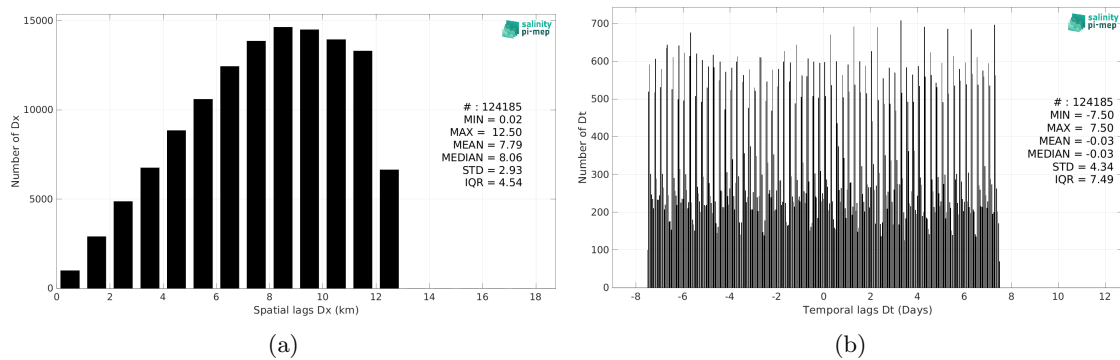 15000
10000
5000
0
Number of Dx
0 2 4 6 8 10 12 14 16 18
Spatial lags Dx (km)
salinity
pi-mep
# : 124185
MIN = 0.02
MAX = 12.50
MEAN = 7.79
MEDIAN = 8.06
STD = 2.93
IQR = 4.54
(a)
700
600
500
400
300
200
100
0
Number of Dt
-8 -6 -4 -2 0 2 4 6 8 10 12
Temporal lags Dt (Days)
salinity
pi-mep
# : 124185
MIN = -7.50
MAX = 7.50
MEAN = -0.03
MEDIAN = -0.03
STD = 4.34
IQR = 7.49
(b)